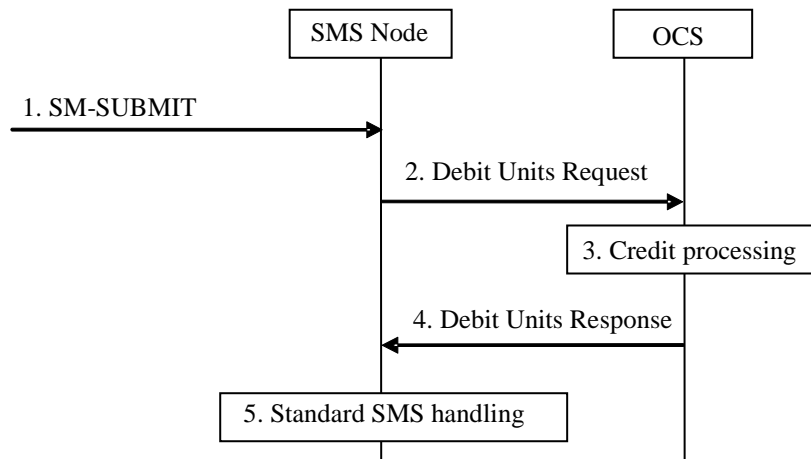 SMS Node
OCS
1. SM-SUBMIT
2. Debit Units Request
3. Credit processing
4. Debit Units Response
5. Standard SMS handling